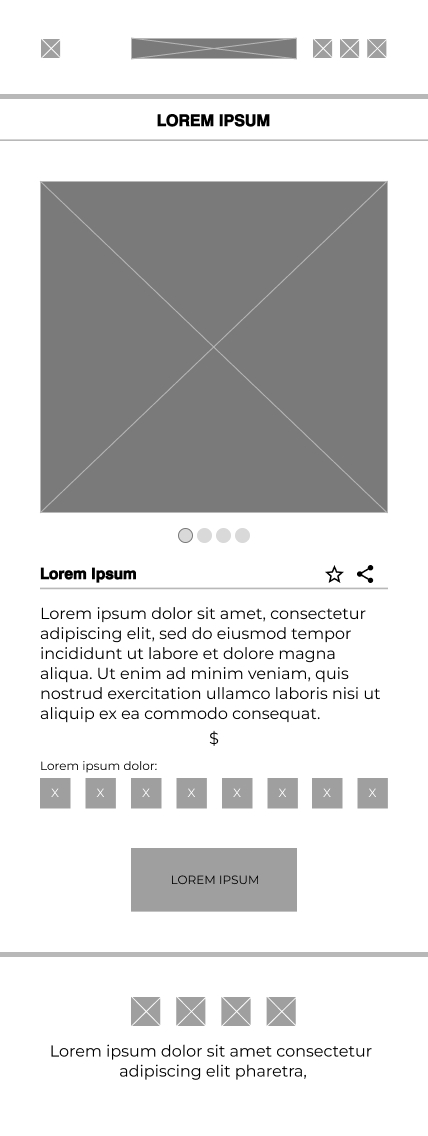 LOREM IPSUM
Lorem Ipsum
Lorem ipsum dolor sit amet, consectetur
adipiscing elit, sed do eiusmod tempor
incididunt ut labore et dolore magna
aliqua. Ut enim ad minim veniam, quis
nostrud exercitation ullamco laboris nisi ut
aliquip ex ea commodo consequat.
$
Lorem ipsum dolor:
X X X X X X X X
LOREM IPSUM
Lorem ipsum dolor sit amet consectetur
adipiscing elit pharetra,